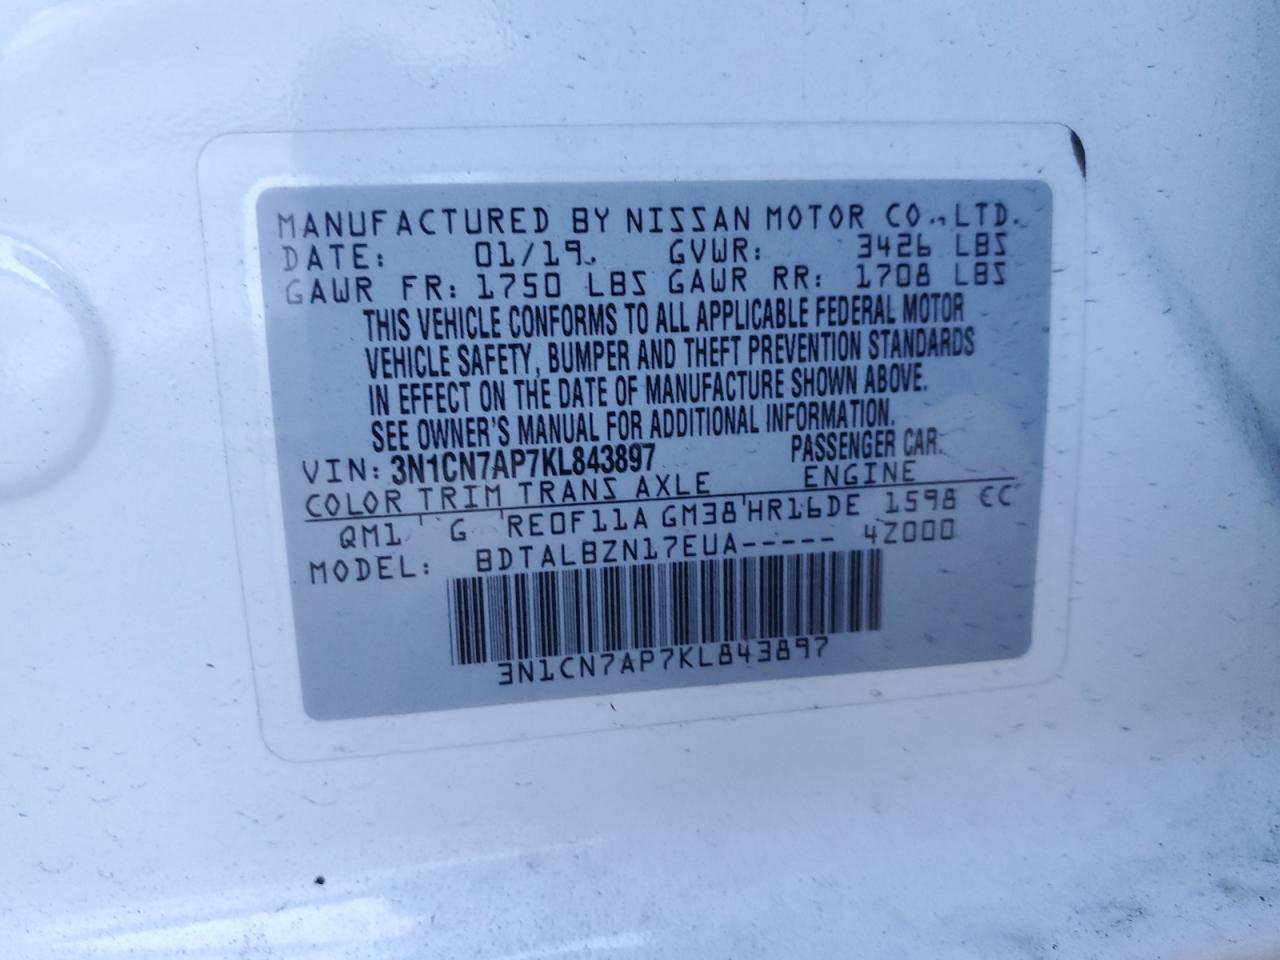 MANUFACTURED BY NISSAN MOTOR CO., LTD.
DATE: 01/19. GVWR: 3426 LBS
GAWR FR: 1750 LBS GAWR RR: 1708 LBS
THIS VEHICLE CONFORMS TO ALL APPLICABLE FEDERAL MOTOR
VEHICLE SAFETY, BUMPER AND THEFT PREVENTION STANDARDS
IN EFFECT ON THE DATE OF MANUFACTURE SHOWN ABOVE.
SEE OWNER'S MANUAL FOR ADDITIONAL INFORMATION.
VIN: 3N1CN7AP7KL843897 PASSENGER CAR.
COLOR TRIM TRANS AXLE ENGINE
QM1 G RE0F11A GM38 HR16DE 1598 CC
MODEL: BDTALBZN17EUA----- 4Z000
3N1CN7AP7KL843897